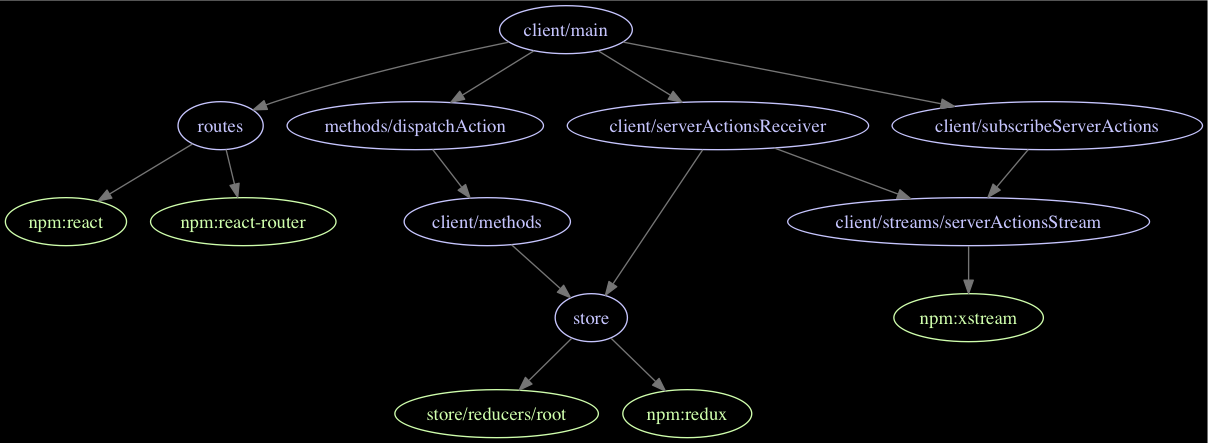 client/main
routes
methods/dispatchAction
client/serverActionsReceiver
client/subscribeServerActions
npm:react
npm:react-router
client/methods
client/streams/serverActionsStream
store
npm:xstream
store/reducers/root
npm:redux